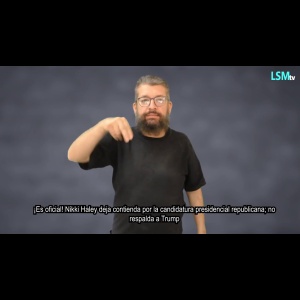 LSMtv
¡Es oficial! Nikki Haley deja contienda por la candidatura presidencial republicana; no
respalda a Trump